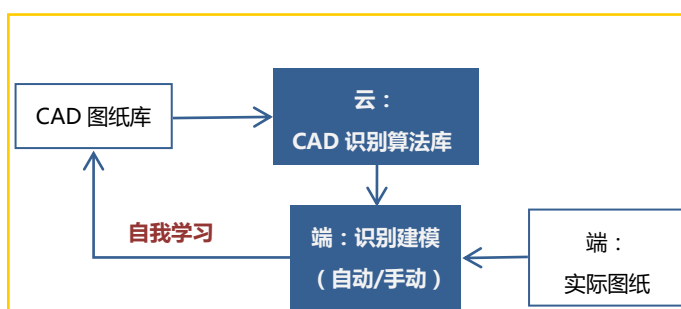 云：
CAD 图纸库
CAD 识别算法库
自我学习
端：识别建模
（自动/手动）
端：
实际图纸